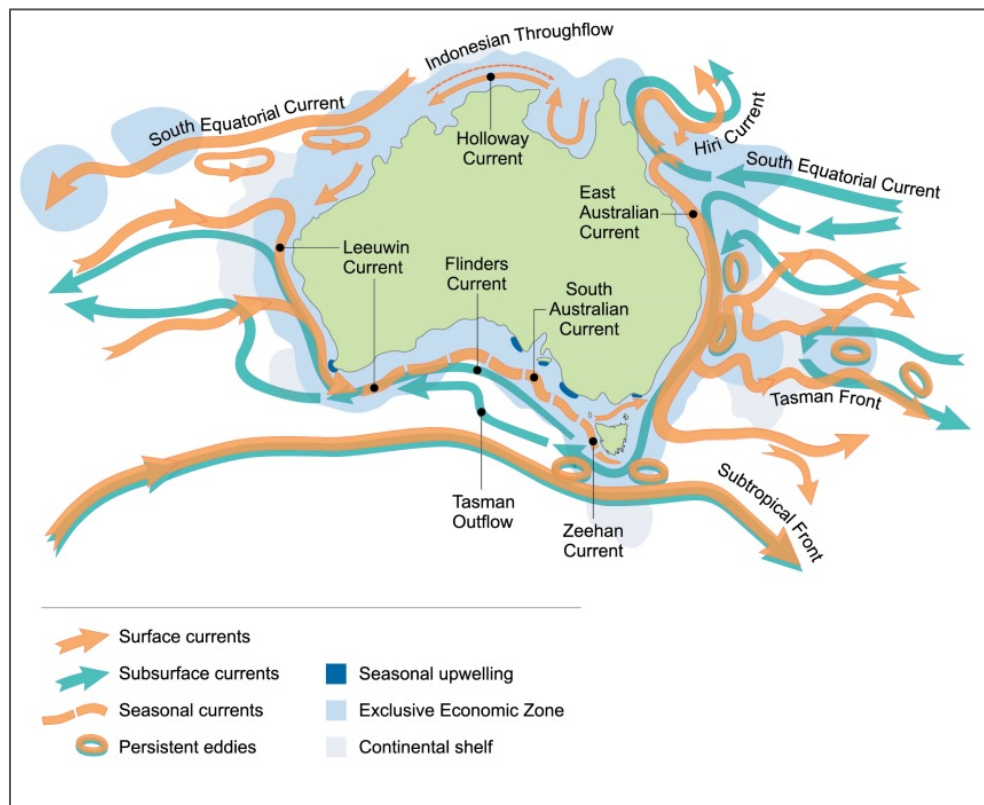 Indonesian Throughflow
South Equatorial Current
Hiri Current
Holloway
Current
South Equatorial Current
East
Australian
Current
Leeuwin
Current
Flinders
Current
South
Australian
Current
Tasman Front
Tasman
Outflow
Zeehan
Current
Subtropical Front
Surface currents
Subsurface currents
Seasonal currents
Persistent eddies
Seasonal upwelling
Exclusive Economic Zone
Continental shelf